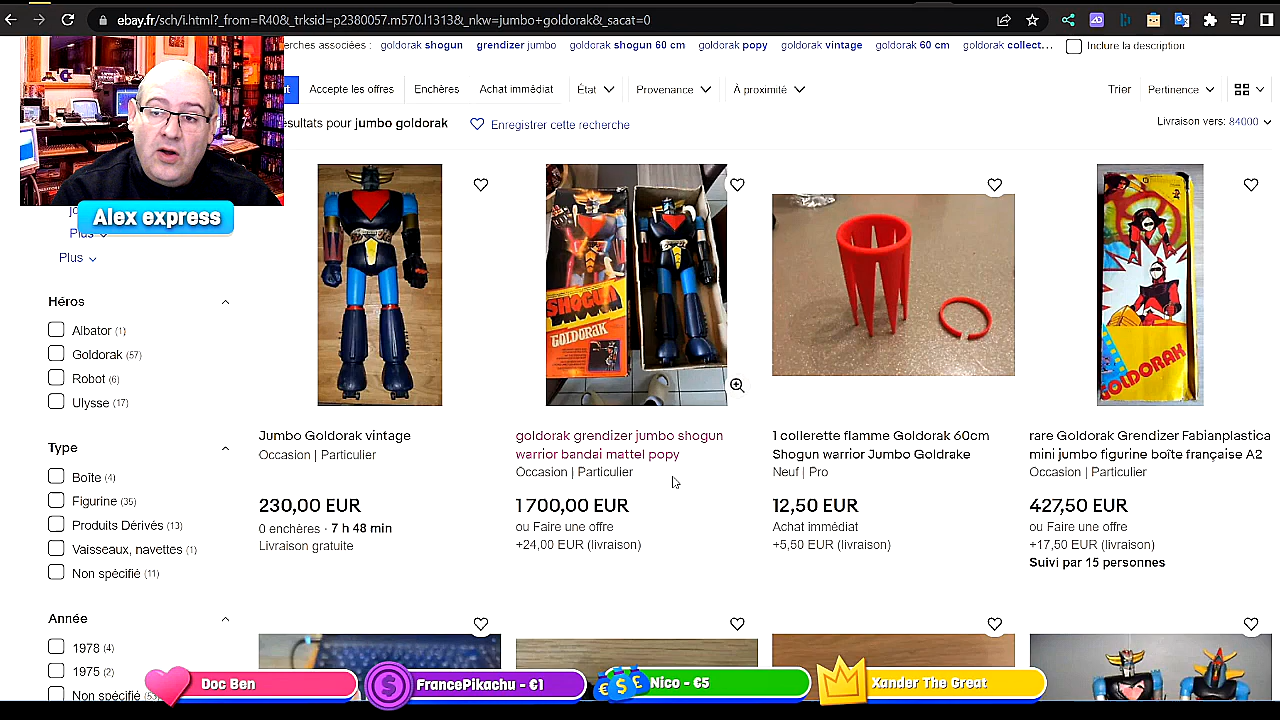 ebay.fr/sch/i.html?_from=R40&_trksid=p2380057.m570.l1313&_nkw=jumbo+goldorak&_sacat=0
erches associées : goldorak shogun grendizer jumbo goldorak shogun 60 cm goldorak popy goldorak vintage goldorak 60 cm goldorak collect... Inclure la description
Accepte les offres Enchères Achat immédiat État Provenance À proximité Trier Pertinence
ésultats pour jumbo goldorak Enregistrer cette recherche Livraison vers: 84000
Alex express
Plus
Plus
Héros
Albator (1)
Goldorak (57)
Robot (6)
Ulysse (17)
Type
Boîte (4)
Figurine (35)
Produits Dérivés (13)
Vaisseaux, navettes (1)
Non spécifié (11)
Année
1978 (4)
1975 (2)
Non spécifié
Jumbo Goldorak vintage
Occasion | Particulier
230,00 EUR
0 enchères · 7 h 48 min
Livraison gratuite
SHOGUN
GOLDORAK
goldorak grendizer jumbo shogun
warrior bandai mattel popy
Occasion | Particulier
1 700,00 EUR
ou Faire une offre
+24,00 EUR (livraison)
1 collerette flamme Goldorak 60cm
Shogun warrior Jumbo Goldrake
Neuf | Pro
12,50 EUR
Achat immédiat
+5,50 EUR (livraison)
GOLDORAK
rare Goldorak Grendizer Fabianplastica
mini jumbo figurine boîte française A2
Occasion | Particulier
427,50 EUR
ou Faire une offre
+17,50 EUR (livraison)
Suivi par 15 personnes
Doc Ben
FrancePikachu - €1
Nico - €5
Xander The Great